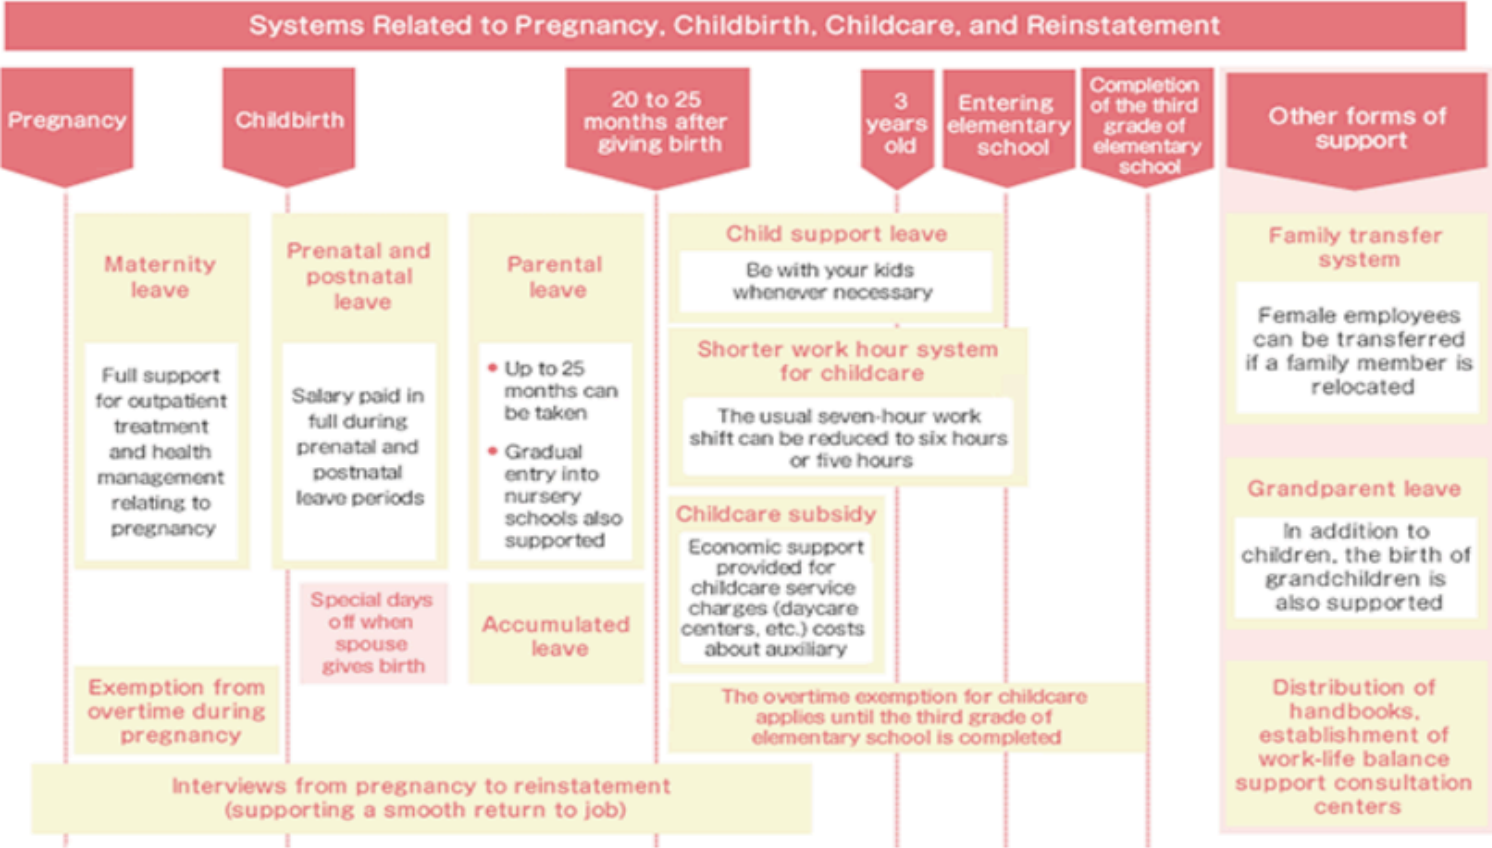 Systems Related to Pregnancy, Childbirth, Childcare, and Reinstatement
Pregnancy
Childbirth
20 to 25
months after
giving birth
3
years
old
Entering
elementary
school
Completion
of the third
grade of
elementary
school
Other forms of
support
Maternity
leave
Full support
for outpatient
treatment
and health
management
relating to
pregnancy
Exemption from
overtime during
pregnancy
Prenatal and
postnatal
leave
Salary paid in
full during
prenatal and
postnatal
leave periods
Special days
off when
spouse
gives birth
Parental
leave
• Up to 25
months can
be taken
• Gradual
entry into
nursery
schools also
supported
Accumulated
leave
Interviews from pregnancy to reinstatement
(supporting a smooth return to job)
Child support leave
Be with your kids
whenever necessary
Shorter work hour system
for childcare
The usual seven-hour work
shift can be reduced to six hours
or five hours
Childcare subsidy
Economic support
provided for
childcare service
charges (daycare
centers, etc.) costs
about auxiliary
The overtime exemption for childcare
applies until the third grade of
elementary school is completed
Family transfer
system
Female employees
can be transferred
if a family member is
relocated
Grandparent leave
In addition to
children, the birth of
grandchildren is
also supported
Distribution of
handbooks,
establishment of
work-life balance
support consultation
centers